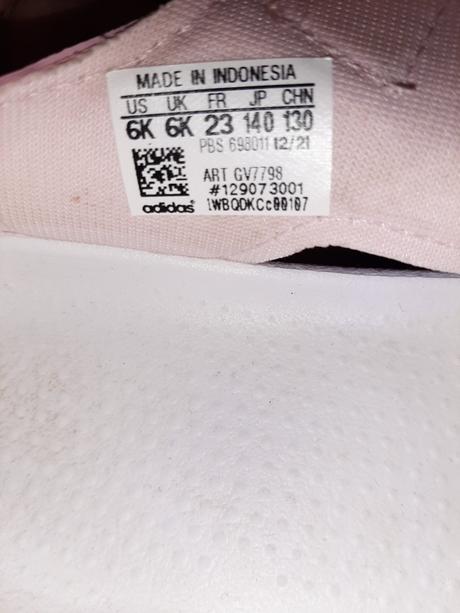 MADE IN INDONESIA
US UK FR JP CHN
6K 6K 23 140 130
PBS 698011 12/21
ART GV7798
#129073001
adidas 1WBQDKCc00107